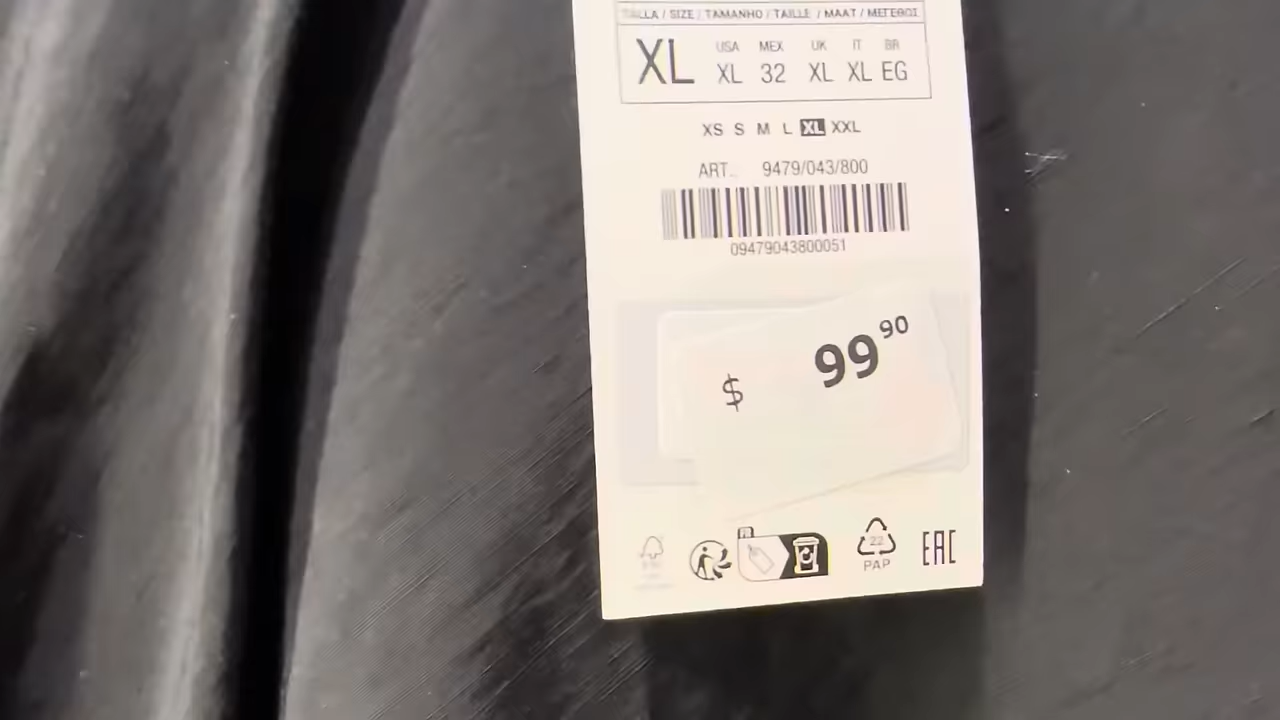 TALLA / SIZE / TAMANHO / TAILLE / MAAT / ΜΕΓΕΘΟΣ
XL
USA MEX UK IT BR
XL 32 XL XL EG
XS S M L XL XXL
ART.. 9479/043/800
09479043800051
$ 99 90
22
PAP
EAC